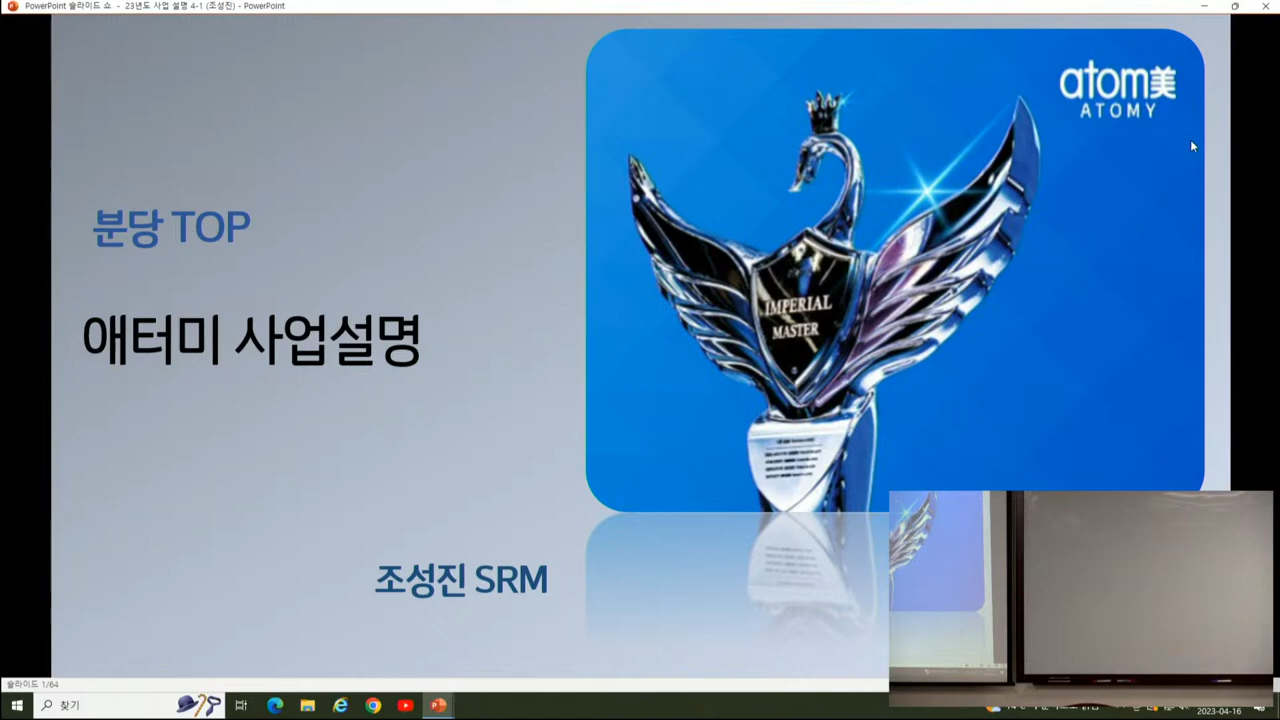 PowerPoint 슬라이드 쇼 - 23년도 사업 설명 4-1 (조성진) - PowerPoint
atom美
ATOMY
분당 TOP
애터미 사업설명
IMPERIAL
MASTER
조성진 SRM
슬라이드 1/64
찾기
2023-04-16